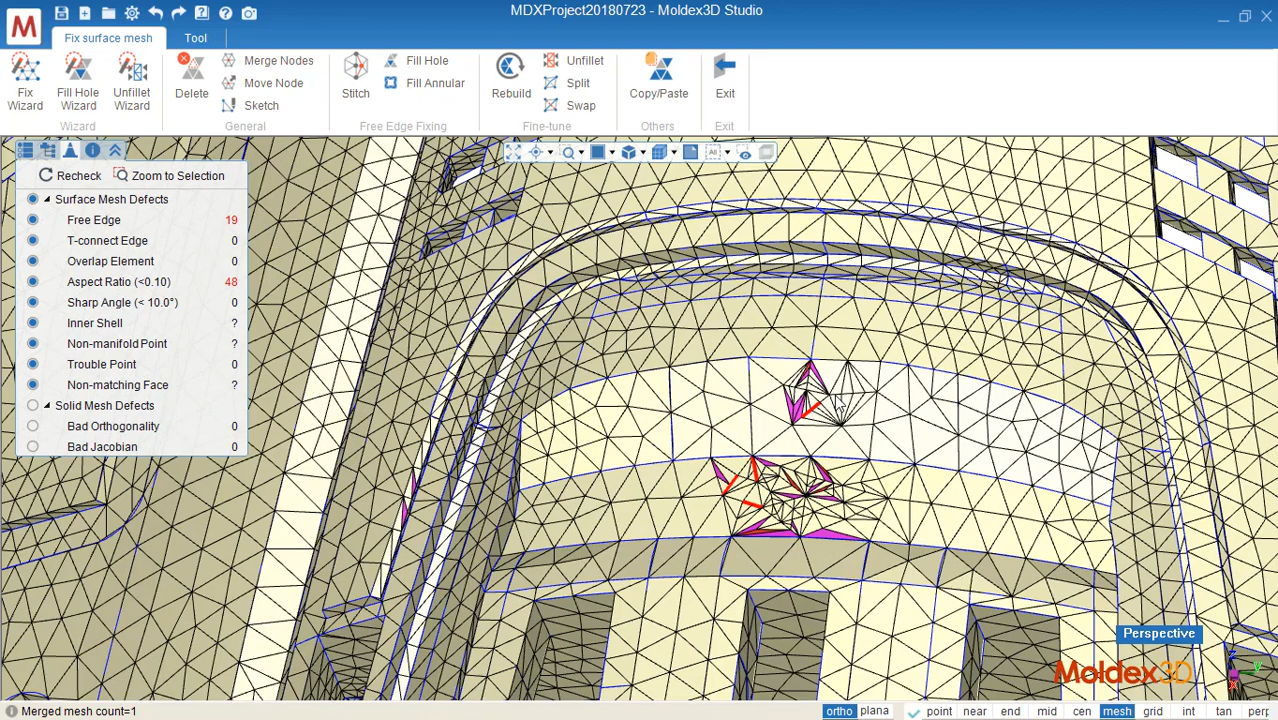 MDXProject20180723 - Moldex3D Studio
M
Fix surface mesh
Tool
Fix Wizard
Fill Hole Wizard
Unfillet Wizard
Wizard
Delete
Merge Nodes
Move Node
Sketch
General
Stitch
Fill Hole
Fill Annular
Free Edge Fixing
Rebuild
Unfillet
Split
Swap
Fine-tune
Copy/Paste
Others
Exit
Exit
All
Recheck
Zoom to Selection
Surface Mesh Defects
Free Edge 19
T-connect Edge 0
Overlap Element 0
Aspect Ratio (<0.10) 48
Sharp Angle (< 10.0°) 0
Inner Shell ?
Non-manifold Point ?
Trouble Point 0
Non-matching Face ?
Solid Mesh Defects
Bad Orthogonality 0
Bad Jacobian 0
Perspective
Moldex3D
Merged mesh count=1
ortho plana point near end mid cen mesh grid int tan perp